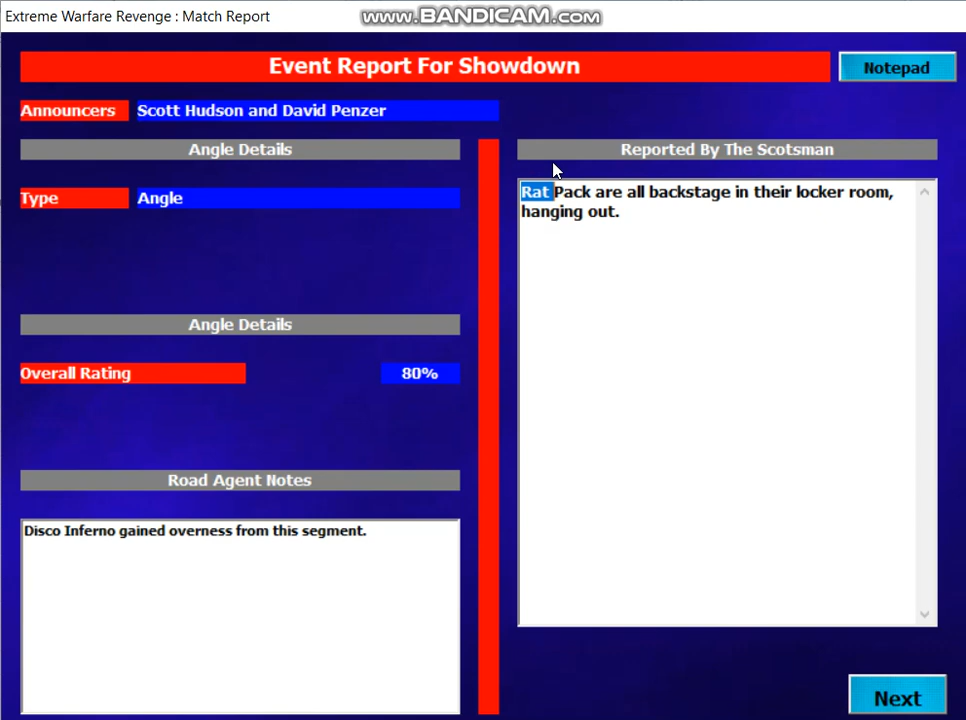 Extreme Warfare Revenge : Match Report
www.BANDICAM.com
Event Report For Showdown
Notepad
Announcers Scott Hudson and David Penzer
Angle Details
Type Angle
Angle Details
Overall Rating 80%
Road Agent Notes
Disco Inferno gained overness from this segment.
Reported By The Scotsman
Rat Pack are all backstage in their locker room,
hanging out.
Next